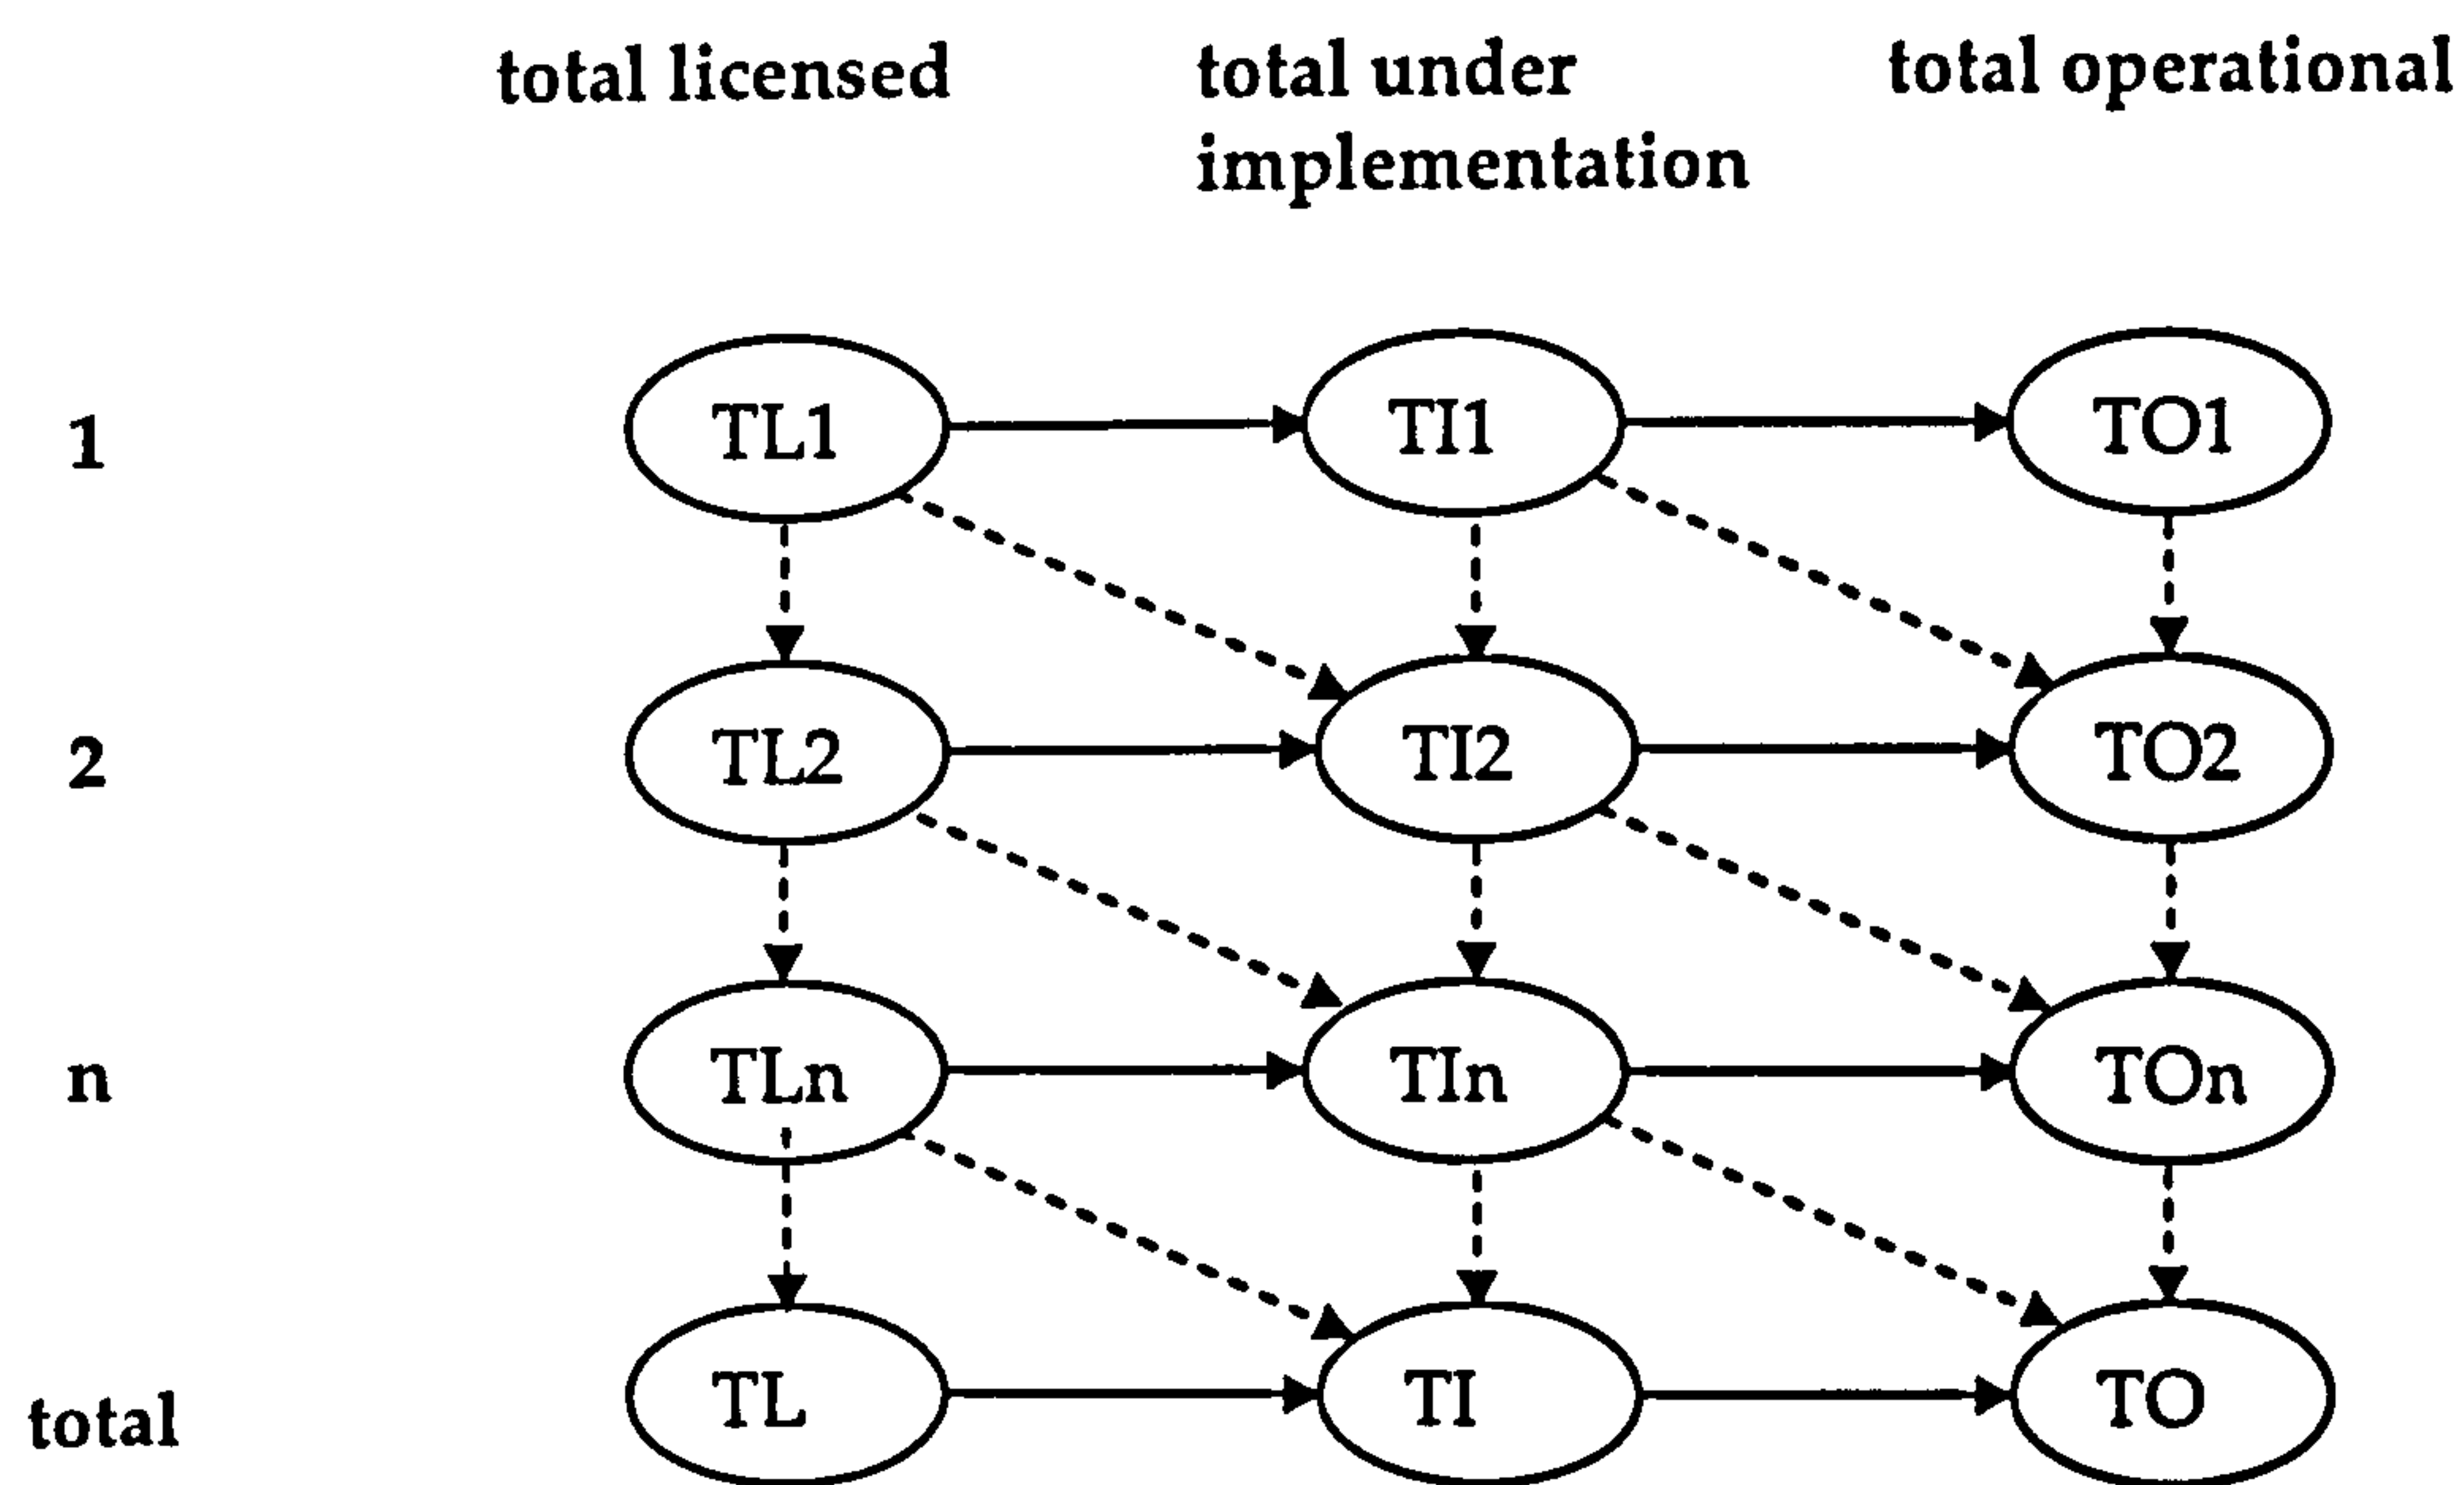 total licensed
total under
implementation
total operational
1
TL1
TI1
TO1
2
TL2
TI2
TO2
n
TLn
TIn
TOn
total
TL
TI
TO